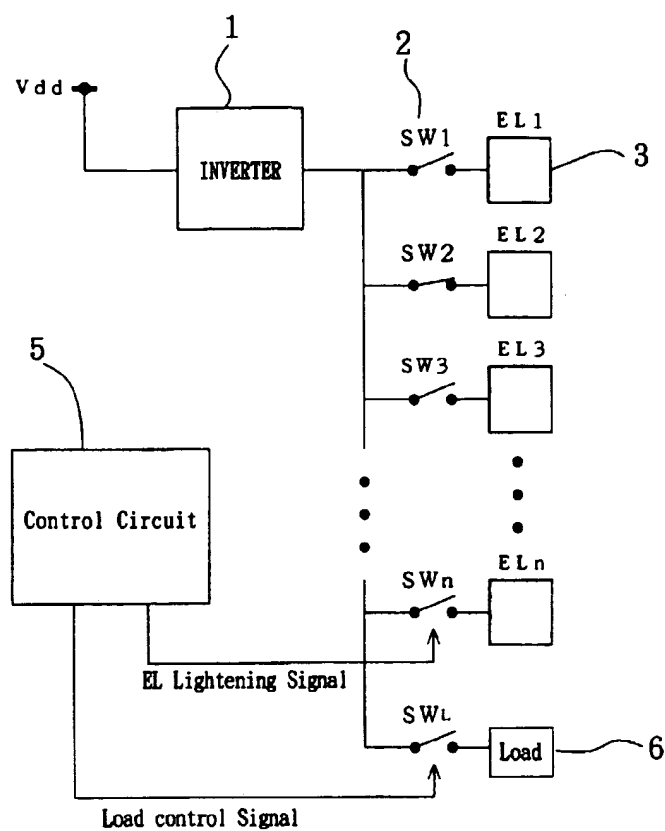 1
Vdd
2
INVERTER
SW1
EL1
3
SW2
EL2
SW3
EL3
5
Control Circuit
SWn
ELn
EL Lightening Signal
SWL
Load
6
Load control Signal